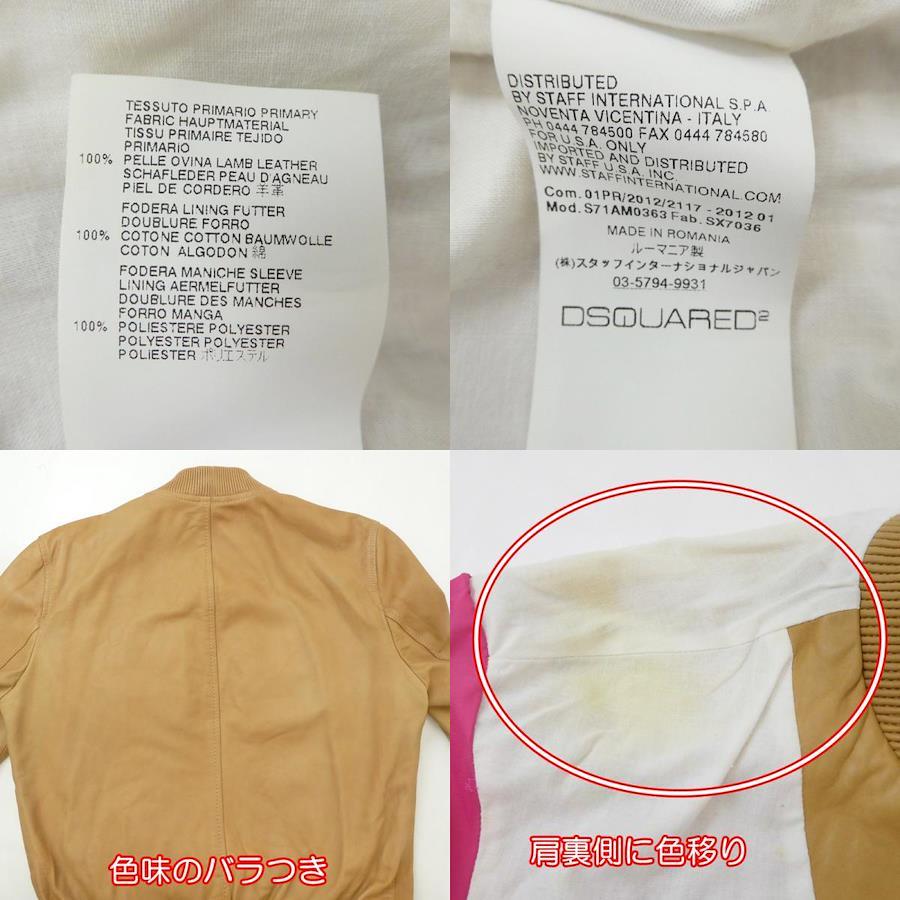 TESSUTO PRIMARIO PRIMARY
FABRIC HAUPTMATERIAL
TISSU PRIMAIRE TEJIDO
PRIMARIO
100% PELLE OVINA LAMB LEATHER
SCHAFLEDER PEAU D'AGNEAU
PIEL DE CORDERO 羊革
FODERA LINING FUTTER
DOUBLURE FORRO
100% COTONE COTTON BAUMWOLLE
COTON ALGODON 綿
FODERA MANICHE SLEEVE
LINING AERMELFUTTER
DOUBLURE DES MANCHES
FORRO MANGA
100% POLIESTERE POLYESTER
POLYESTER POLYESTER
POLIESTER ポリエステル
DISTRIBUTED
BY STAFF INTERNATIONAL S.P.A.
NOVENTA VICENTINA - ITALY
PH 0444 784500 FAX 0444 784580
FOR U.S.A. ONLY
IMPORTED AND DISTRIBUTED
BY STAFF U.S.A. INC.
WWW.STAFFINTERNATIONAL.COM
Com. 01PR/2012/2117 - 2012 01
Mod. S71AM0363 Fab. SX7036
MADE IN ROMANIA
ルーマニア製
(株)スタッフインターナショナルジャパン
03-5794-9931
DSQUARED2
色味のバラつき
肩裏側に色移り